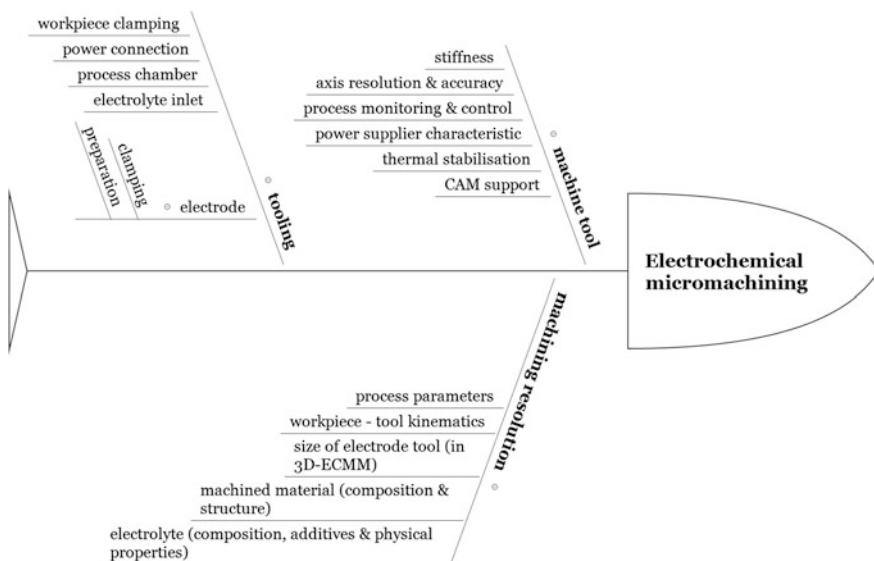 workpiece clamping
power connection
process chamber
electrolyte inlet
preparation
clamping
electrode
tooling
stiffness
axis resolution & accuracy
process monitoring & control
power supplier characteristic
thermal stabilisation
CAM support
machine tool
Electrochemical
micromachining
machining resolution
process parameters
workpiece - tool kinematics
size of electrode tool (in
3D-ECMM)
machined material (composition &
structure)
electrolyte (composition, additives & physical
properties)